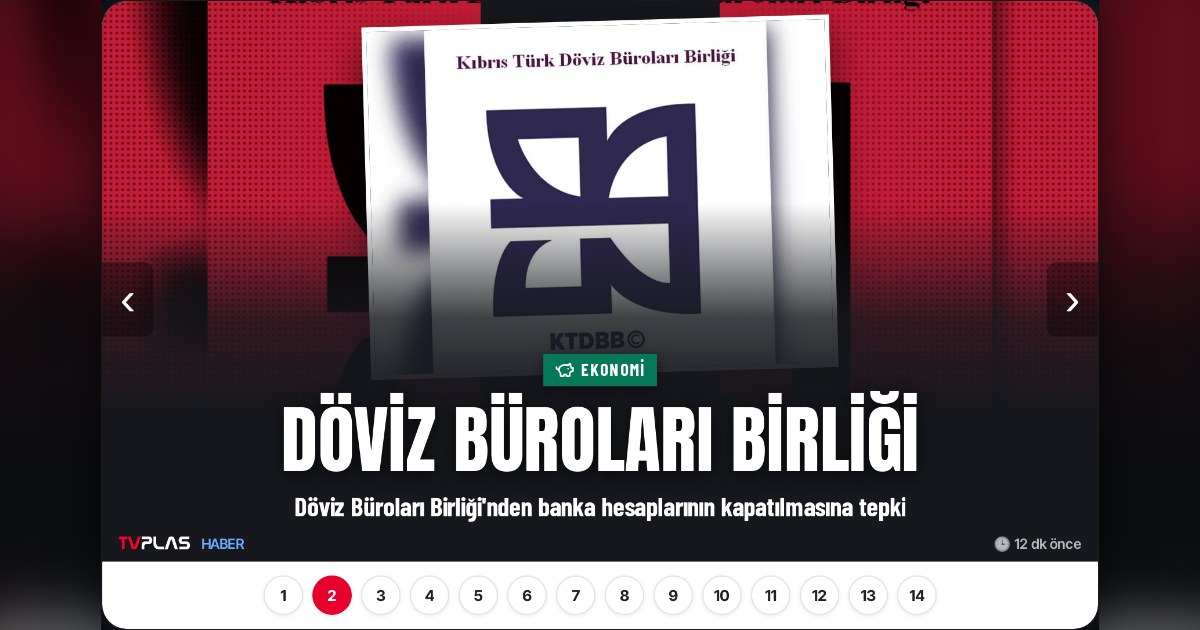 Kıbrıs Türk Döviz Büroları Birliği
KTDBB©
EKONOMİ
DÖVİZ BÜROLARI BİRLİĞİ
Döviz Büroları Birliği'nden banka hesaplarının kapatılmasına tepki
TVPLAS HABER
12 dk önce
1 2 3 4 5 6 7 8 9 10 11 12 13 14